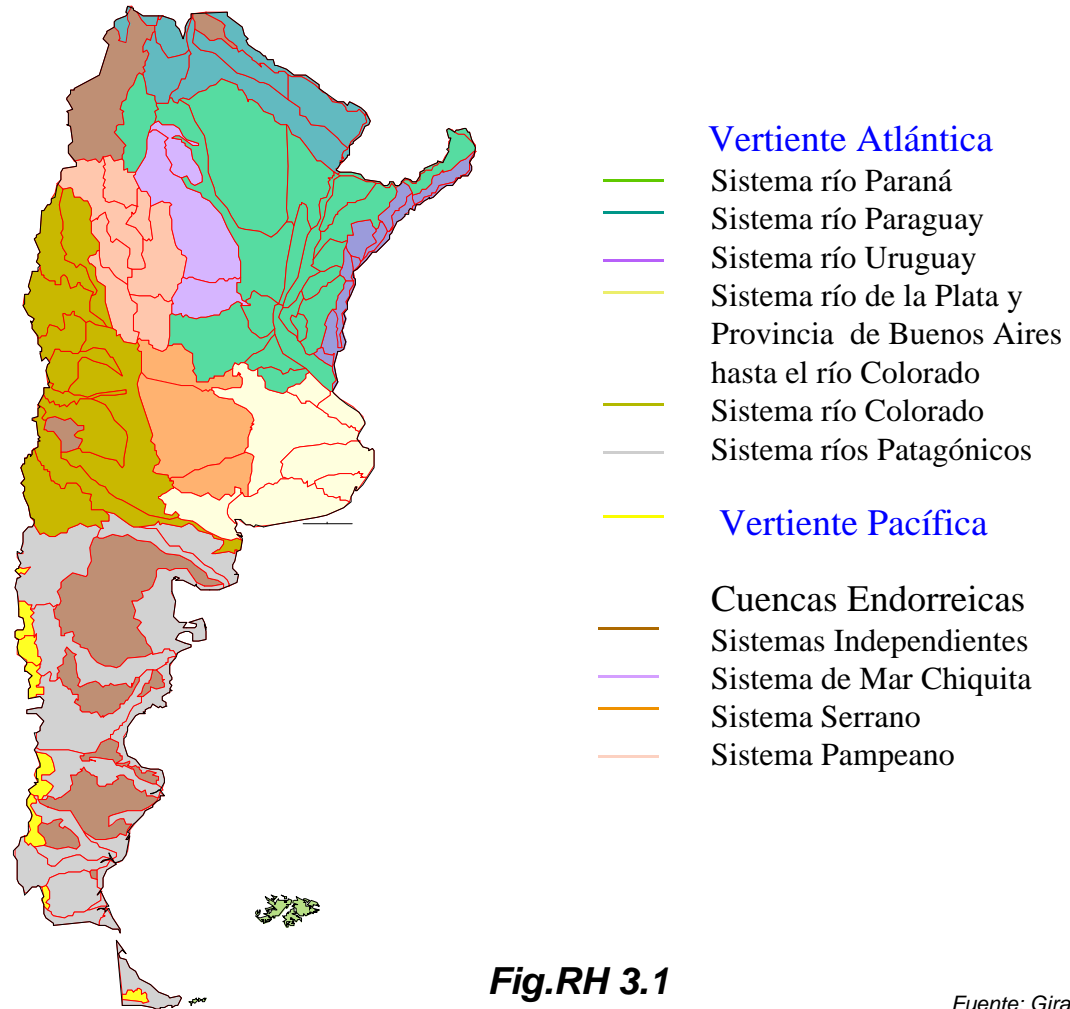 Vertiente Atlántica
Sistema río Paraná
Sistema río Paraguay
Sistema río Uruguay
Sistema río de la Plata y
Provincia de Buenos Aires
hasta el río Colorado
Sistema río Colorado
Sistema ríos Patagónicos
Vertiente Pacífica
Cuencas Endorreicas
Sistemas Independientes
Sistema de Mar Chiquita
Sistema Serrano
Sistema Pampeano
Fig.RH 3.1
Fuente: Gira